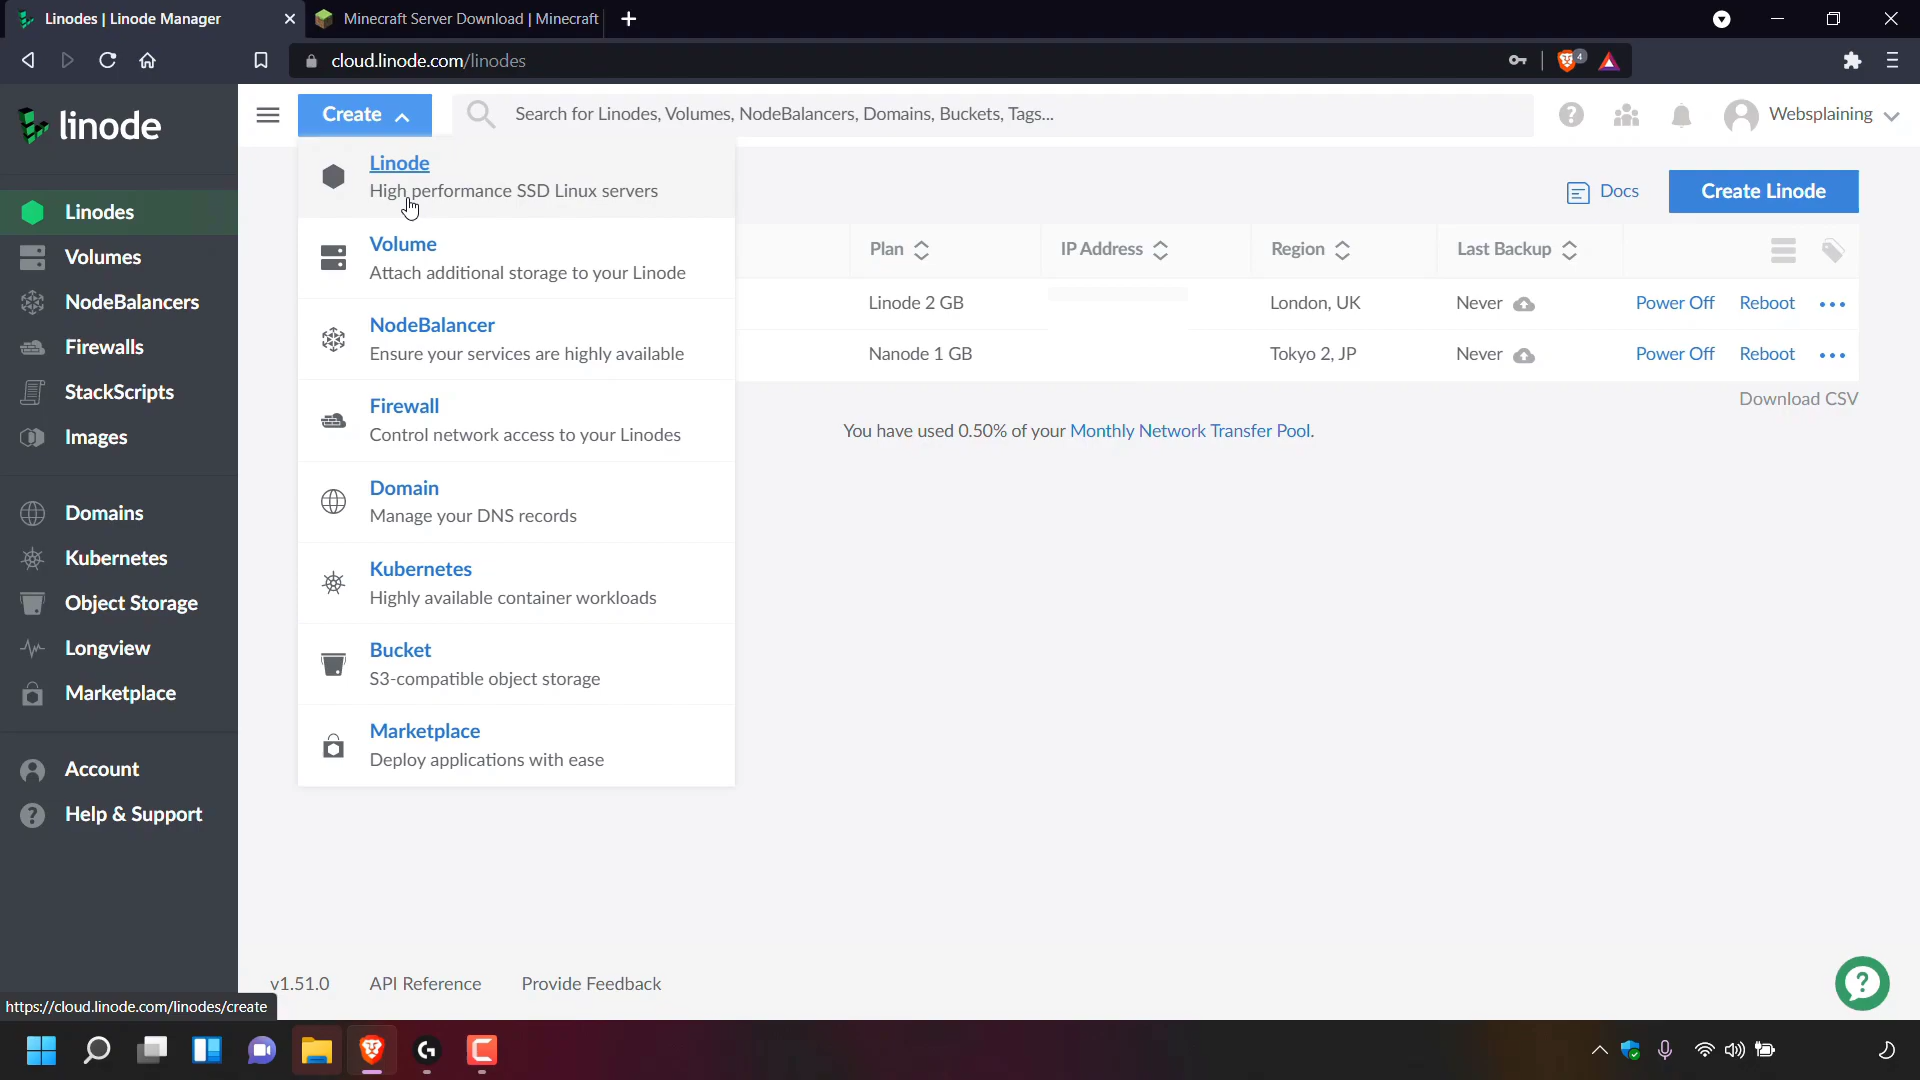 Linodes | Linode Manager
Minecraft Server Download | Minecraft
cloud.linode.com/linodes
4
linode
Create
Search for Linodes, Volumes, NodeBalancers, Domains, Buckets, Tags...
Websplaining
Linodes
Volumes
NodeBalancers
Firewalls
StackScripts
Images
Domains
Kubernetes
Object Storage
Longview
Marketplace
Account
Help & Support
Linode
High performance SSD Linux servers
Volume
Attach additional storage to your Linode
NodeBalancer
Ensure your services are highly available
Firewall
Control network access to your Linodes
Domain
Manage your DNS records
Kubernetes
Highly available container workloads
Bucket
S3-compatible object storage
Marketplace
Deploy applications with ease
Docs
Create Linode
Plan IP Address Region Last Backup
Linode 2 GB London, UK Never Power Off Reboot
Nanode 1 GB Tokyo 2, JP Never Power Off Reboot
Download CSV
You have used 0.50% of your Monthly Network Transfer Pool.
v1.51.0 API Reference Provide Feedback
https://cloud.linode.com/linodes/create